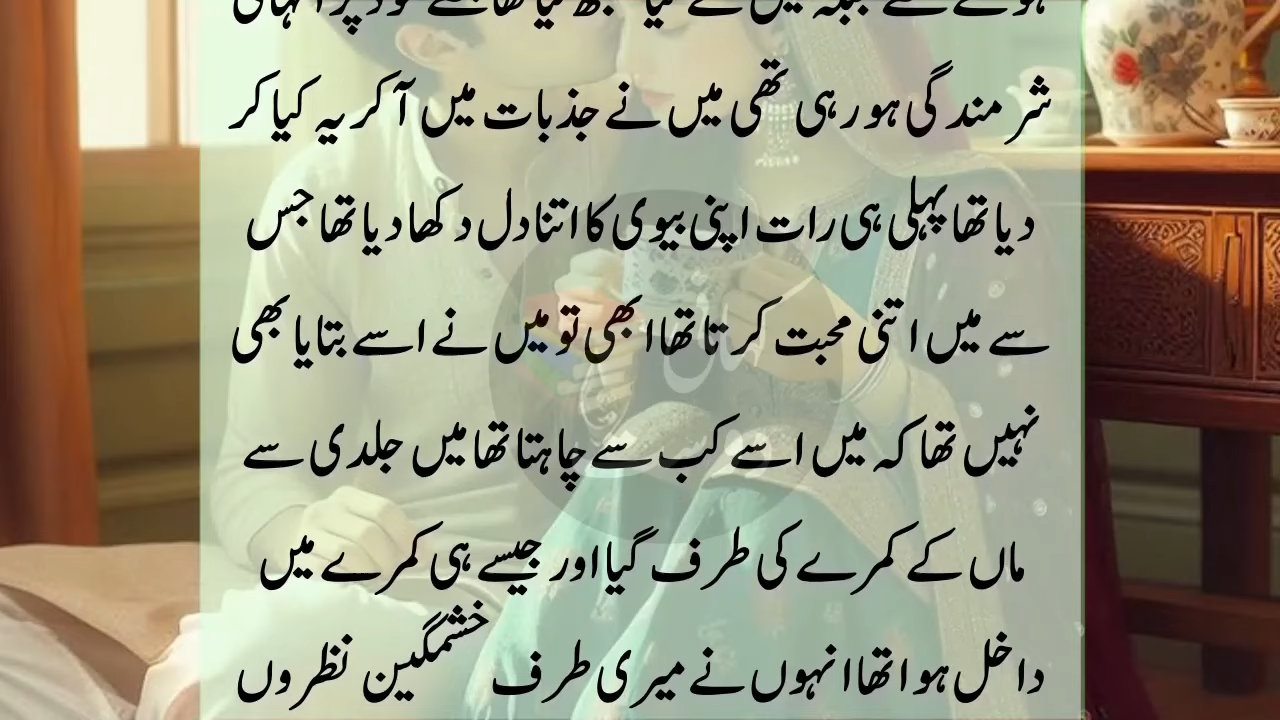 شرمندگی ہو رہی تھی میں نے جذبات میں آکر یہ کیا کر
دیا تھا پہلی ہی رات اپنی بیوی کا اتنا دل دکھا دیا تھا جس
سے میں اتنی محبت کرتا تھا ابھی تو میں نے اسے بتایا بھی
نہیں تھا کہ میں اسے کب سے چاہتا تھا میں جلدی سے
ماں کے کمرے کی طرف گیا اور جیسے ہی کمرے میں
داخل ہوا تھا انہوں نے میری طرف خشمگین نظروں